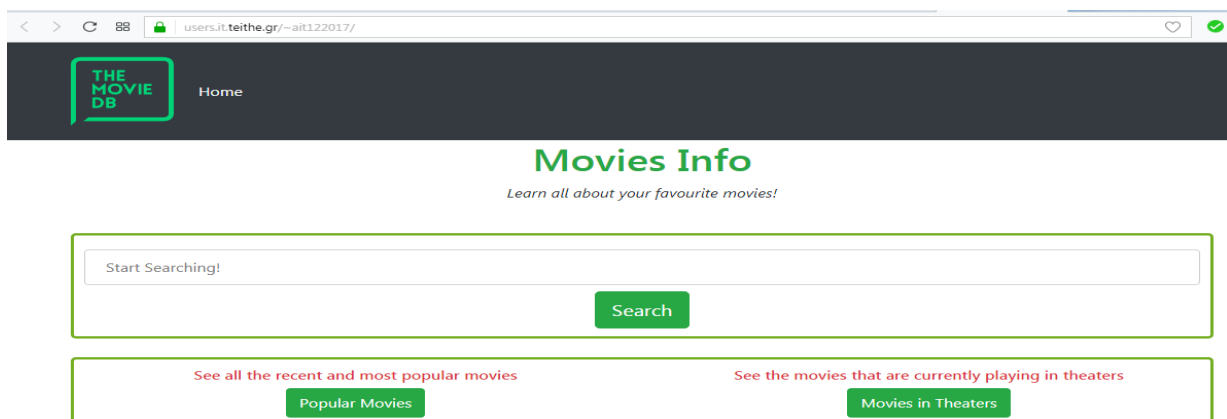 users.it.teithe.gr/~ait122017/
THE
MOVIE
DB
Home
Movies Info
Learn all about your favourite movies!
Start Searching!
Search
See all the recent and most popular movies
Popular Movies
See the movies that are currently playing in theaters
Movies in Theaters